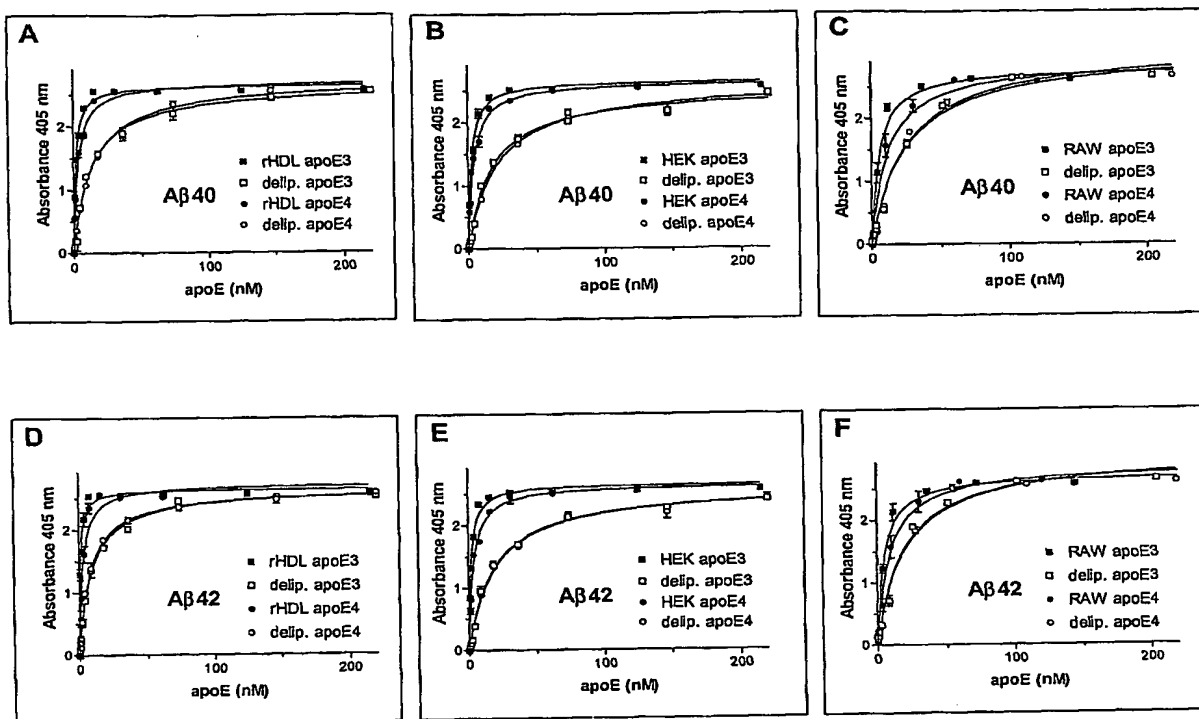 A
Absorbance 405 nm
2
1
0
rHDL apoE3
delip. apoE3
rHDL apoE4
delip. apoE4
Aβ40
0 100 200
apoE (nM)
B
Absorbance 405 nm
2
1
0
HEK apoE3
delip. apoE3
HEK apoE4
delip. apoE4
Aβ40
0 100 200
apoE (nM)
C
Absorbance 405 nm
2
1
0
RAW apoE3
delip. apoE3
RAW apoE4
delip. apoE4
Aβ40
0 100 200
apoE (nM)
D
Absorbance 405 nm
2
1
0
rHDL apoE3
delip. apoE3
rHDL apoE4
delip. apoE4
Aβ42
0 100 200
apoE (nM)
E
Absorbance 405 nm
2
1
0
HEK apoE3
delip. apoE3
HEK apoE4
delip. apoE4
Aβ42
0 100 200
apoE (nM)
F
Absorbance 405 nm
2
1
0
RAW apoE3
delip. apoE3
RAW apoE4
delip. apoE4
Aβ42
0 100 200
apoE (nM)